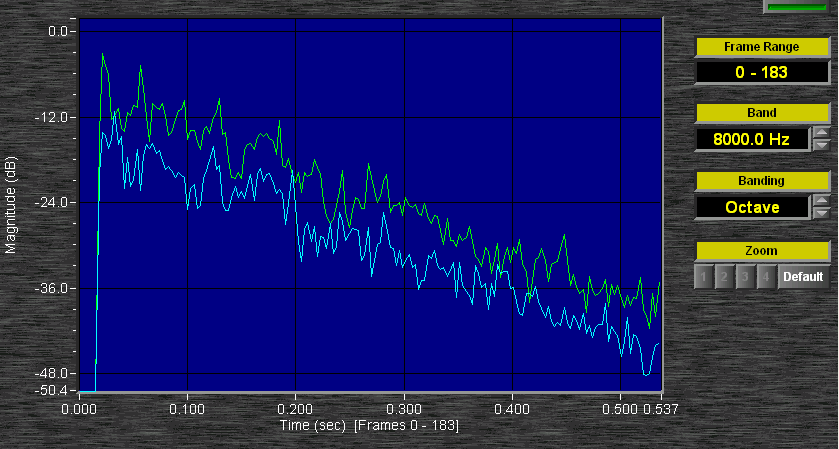 0.0
-12.0
-24.0
-36.0
-48.0
-50.4
Magnitude (dB)
0.000 0.100 0.200 0.300 0.400 0.500 0.537
Time (sec) [Frames 0 - 183]
Frame Range
0 - 183
Band
8000.0 Hz
Banding
Octave
Zoom
1 2 3 4 Default